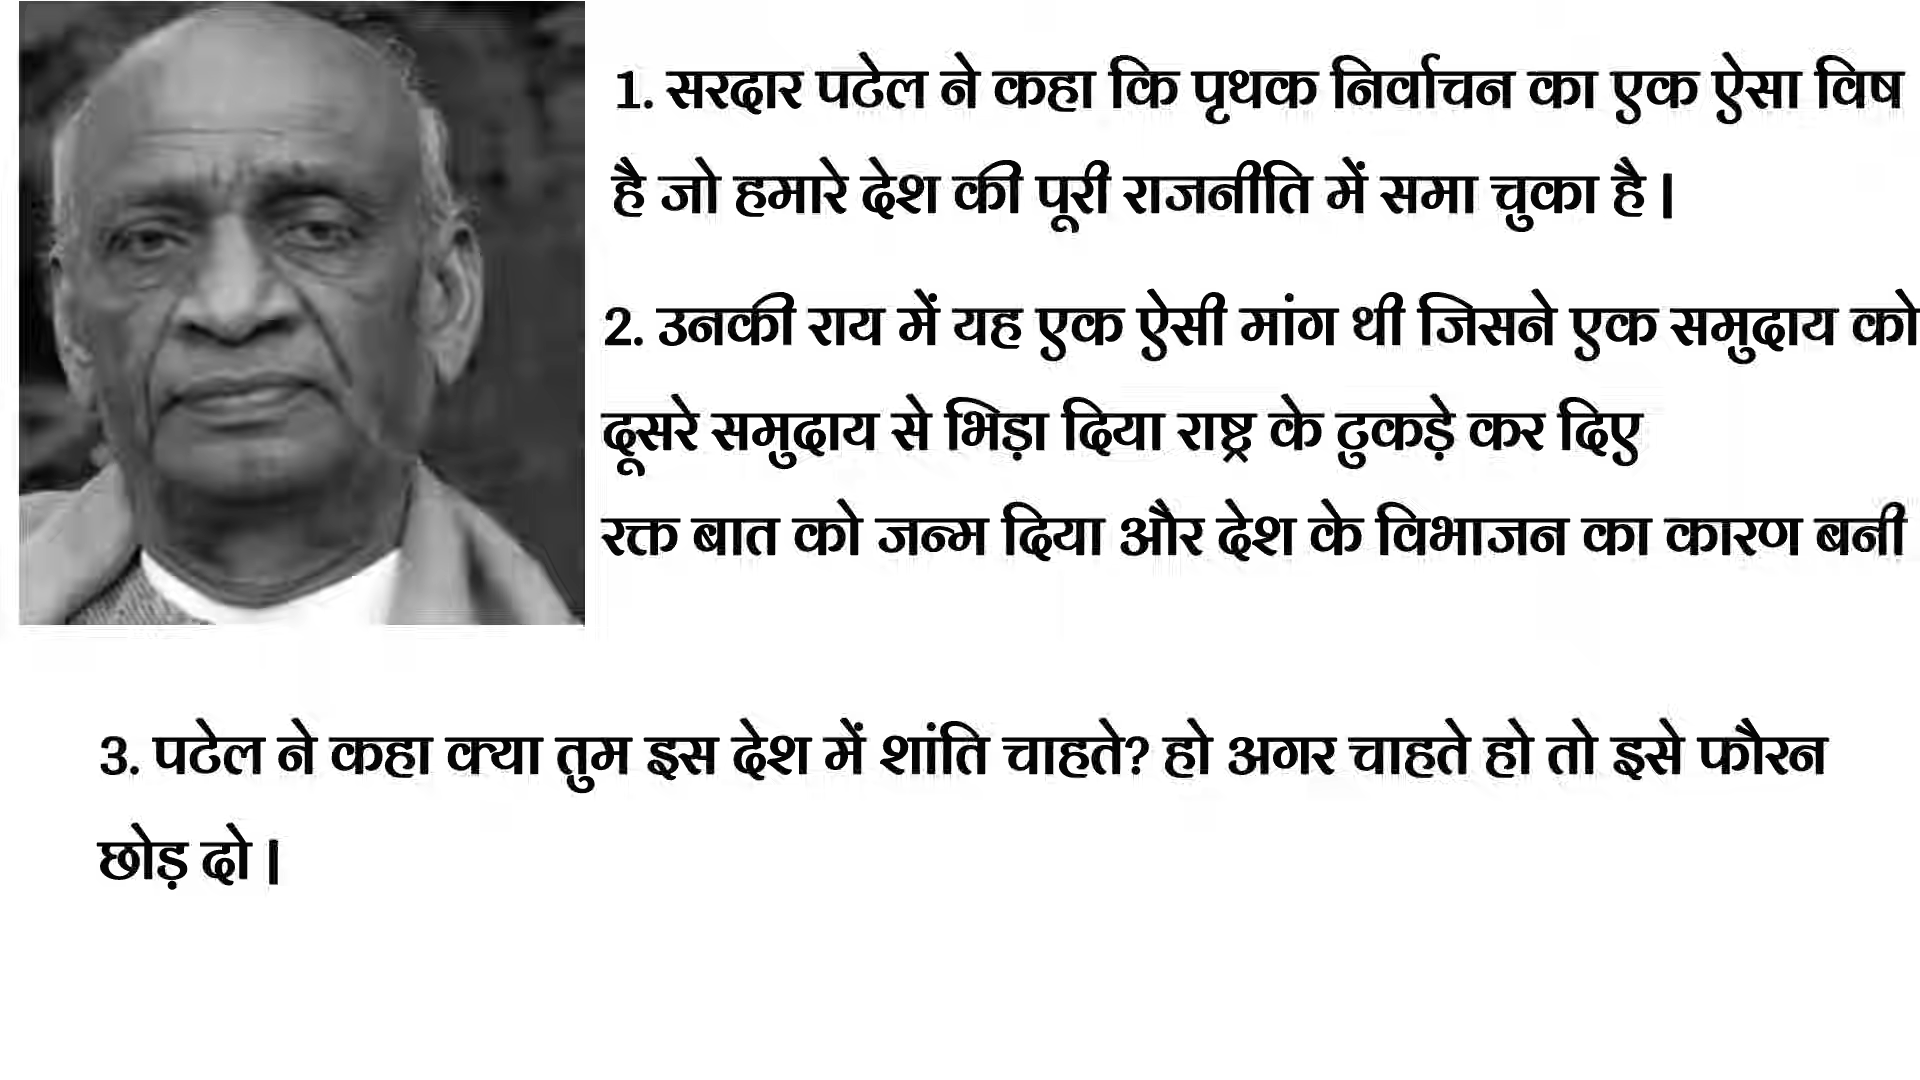 1. सरदार पटेल ने कहा कि पृथक निर्वाचन का एक ऐसा विष
है जो हमारे देश की पूरी राजनीति में समा चुका है |
2. उनकी राय में यह एक ऐसी मांग थी जिसने एक समुदाय को
दूसरे समुदाय से भिड़ा दिया राष्ट्र के टुकड़े कर दिए
रक्त बात को जन्म दिया और देश के विभाजन का कारण बनी
3. पटेल ने कहा क्या तुम इस देश में शांति चाहते? हो अगर चाहते हो तो इसे फौरन
छोड़ दो |